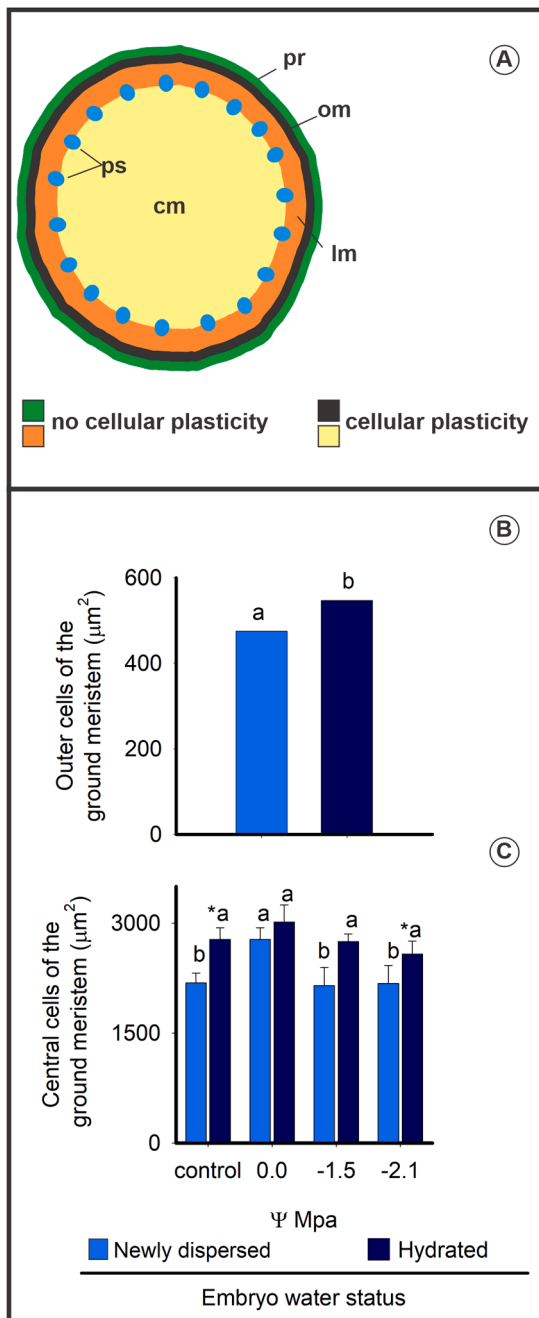 A
pr
om
ps
cm
lm
no cellular plasticity
cellular plasticity
B
Outer cells of the
ground meristem (μm²)
600
400
200
0
a
b
C
Central cells of the
ground meristem (μm²)
3000
1500
0
b
*a
a
a
b
a
b
*a
control
0.0
-1.5
-2.1
Ψ Mpa
Newly dispersed
Hydrated
Embryo water status